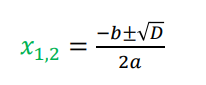 x₁,₂ = (-b±√D)/(2a)